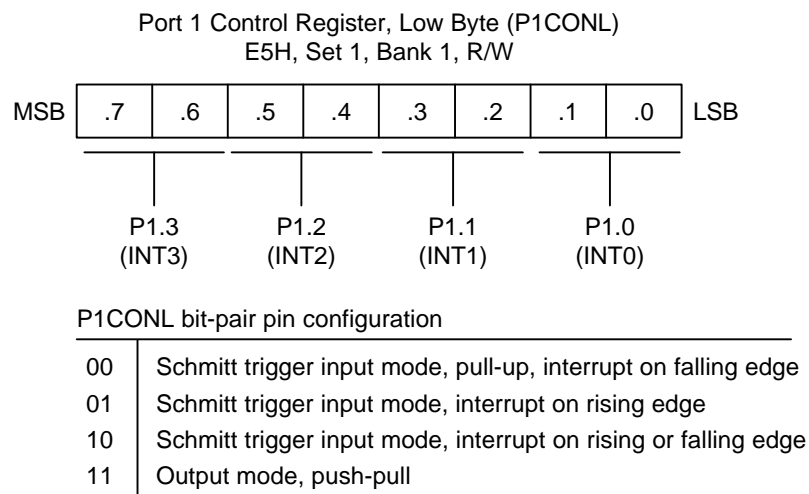 Port 1 Control Register, Low Byte (P1CONL)
E5H, Set 1, Bank 1, R/W
MSB .7 .6 .5 .4 .3 .2 .1 .0 LSB
P1.3 P1.2 P1.1 P1.0
(INT3) (INT2) (INT1) (INT0)
P1CONL bit-pair pin configuration
00 Schmitt trigger input mode, pull-up, interrupt on falling edge
01 Schmitt trigger input mode, interrupt on rising edge
10 Schmitt trigger input mode, interrupt on rising or falling edge
11 Output mode, push-pull